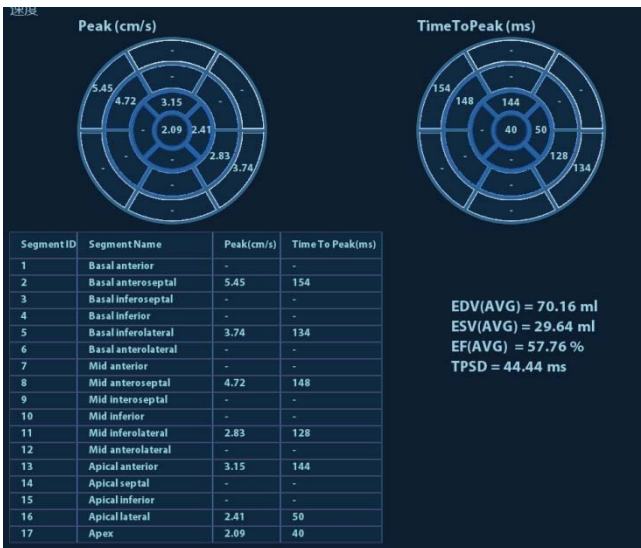 速度
Peak (cm/s)
TimeToPeak (ms)
-
5.45 - -
4.72 3.15 -
- - 2.09 2.41 -
- - 2.83
- - 3.74
-
-
154 - -
148 144 -
- - 40 50 -
- - 128
- - 134
-
Segment ID Segment Name Peak(cm/s) Time To Peak(ms)
1 Basal anterior - -
2 Basal anteroseptal 5.45 154
3 Basal inferoseptal - -
4 Basal inferior - -
5 Basal inferolateral 3.74 134
6 Basal anterolateral - -
7 Mid anterior - -
8 Mid anteroseptal 4.72 148
9 Mid interoseptal - -
10 Mid inferior - -
11 Mid inferolateral 2.83 128
12 Mid anterolateral - -
13 Apical anterior 3.15 144
14 Apical septal - -
15 Apical inferior - -
16 Apical lateral 2.41 50
17 Apex 2.09 40
EDV(AVG) = 70.16 ml
ESV(AVG) = 29.64 ml
EF(AVG) = 57.76 %
TPSD = 44.44 ms